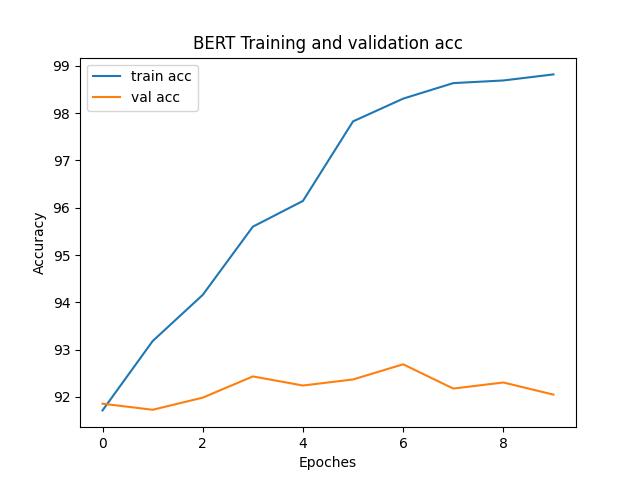 BERT Training and validation acc
train acc
val acc
99
98
97
96
95
94
93
92
Accuracy
0 2 4 6 8
Epoches